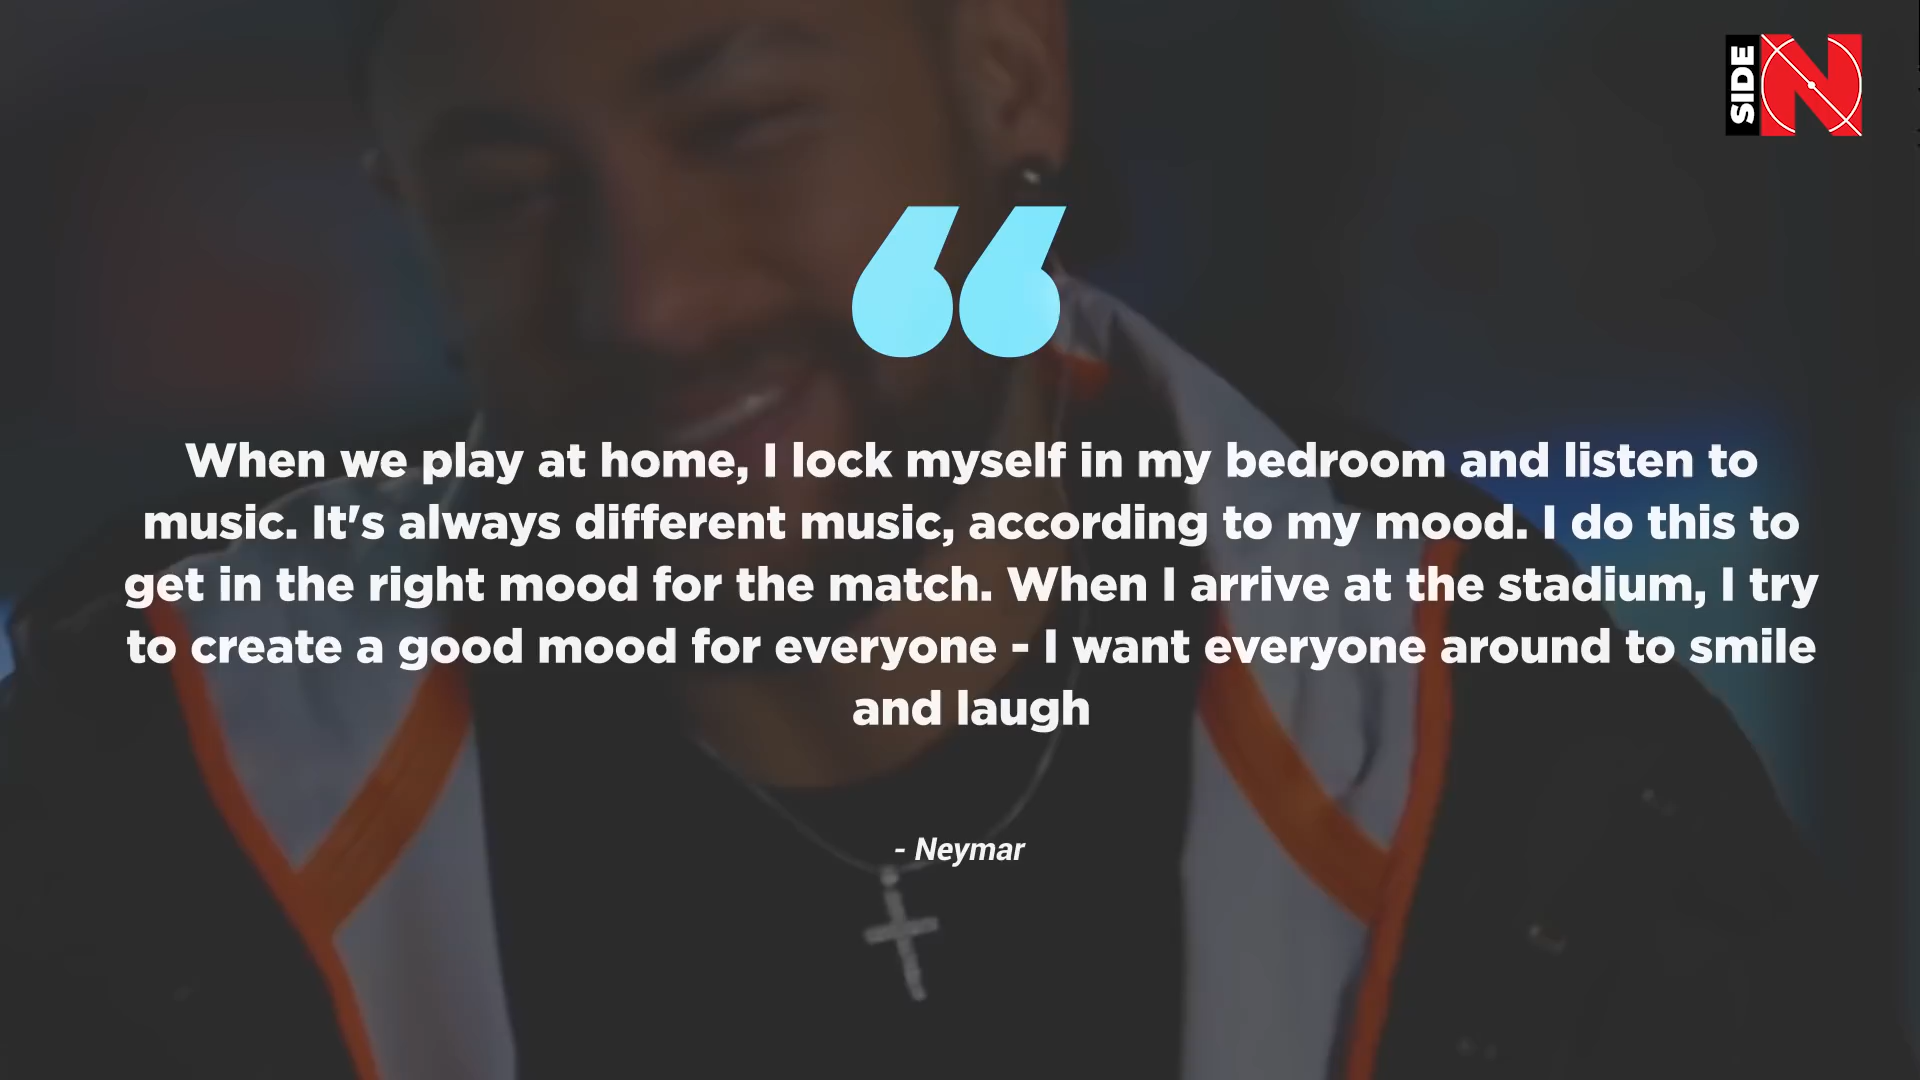 SIDE
N
When we play at home, I lock myself in my bedroom and listen to
music. It's always different music, according to my mood. I do this to
get in the right mood for the match. When I arrive at the stadium, I try
to create a good mood for everyone - I want everyone around to smile
and laugh
- Neymar